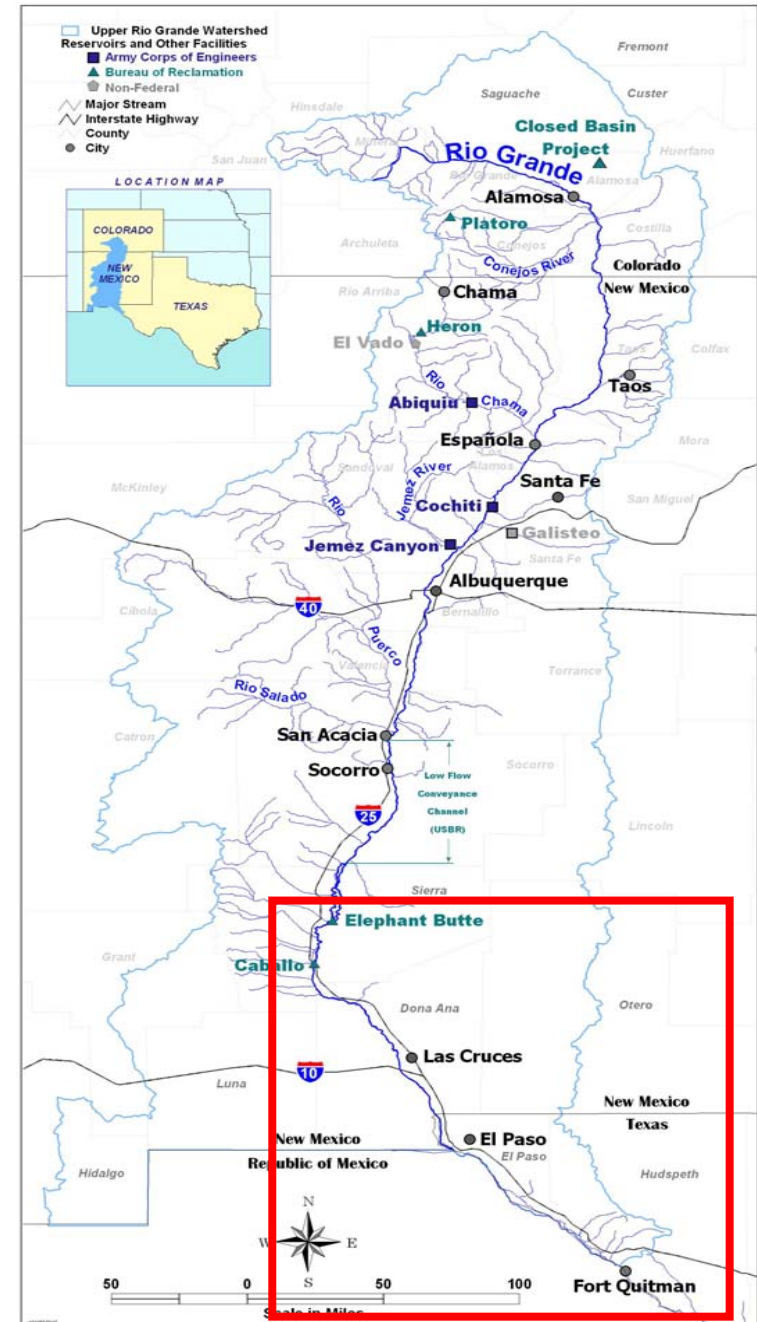 Upper Rio Grande Watershed
Reservoirs and Other Facilities
Army Corps of Engineers
Bureau of Reclamation
Non-Federal
Major Stream
Interstate Highway
County
City
LOCATION MAP
COLORADO
NEW
MEXICO
TEXAS
Fremont
Saguache
Custer
Hinsdale
Closed Basin
Project
Huerfano
San Juan
Rio Grande
Rio Grande
Alamosa
Alamosa
Platoro
Costilla
Archuleta
Conejos
Conejos River
Colorado
New Mexico
Rio Arriba
Chama
Heron
El Vado
Taos
Colfax
Taos
Rio
Chama
Abiquiu
Española
Mora
Los
Alamos
Sandoval
Jemez River
Santa Fe
McKinley
Rio
Cochiti
San Miguel
Galisteo
Jemez Canyon
Santa Fe
Albuquerque
40
Cibola
Bernalillo
Puerco
Valencia
Torrance
Rio Salado
San Acacia
Catron
Socorro
Socorro
Low Flow
Conveyance
Channel
(USBR)
25
Lincoln
Sierra
Elephant Butte
Grant
Caballo
Dona Ana
Otero
Las Cruces
10
Luna
New Mexico
Texas
New Mexico
El Paso
El Paso
Republic of Mexico
Hidalgo
Hudspeth
N
W
E
S
Fort Quitman
50
0
50
100
Scale in Miles